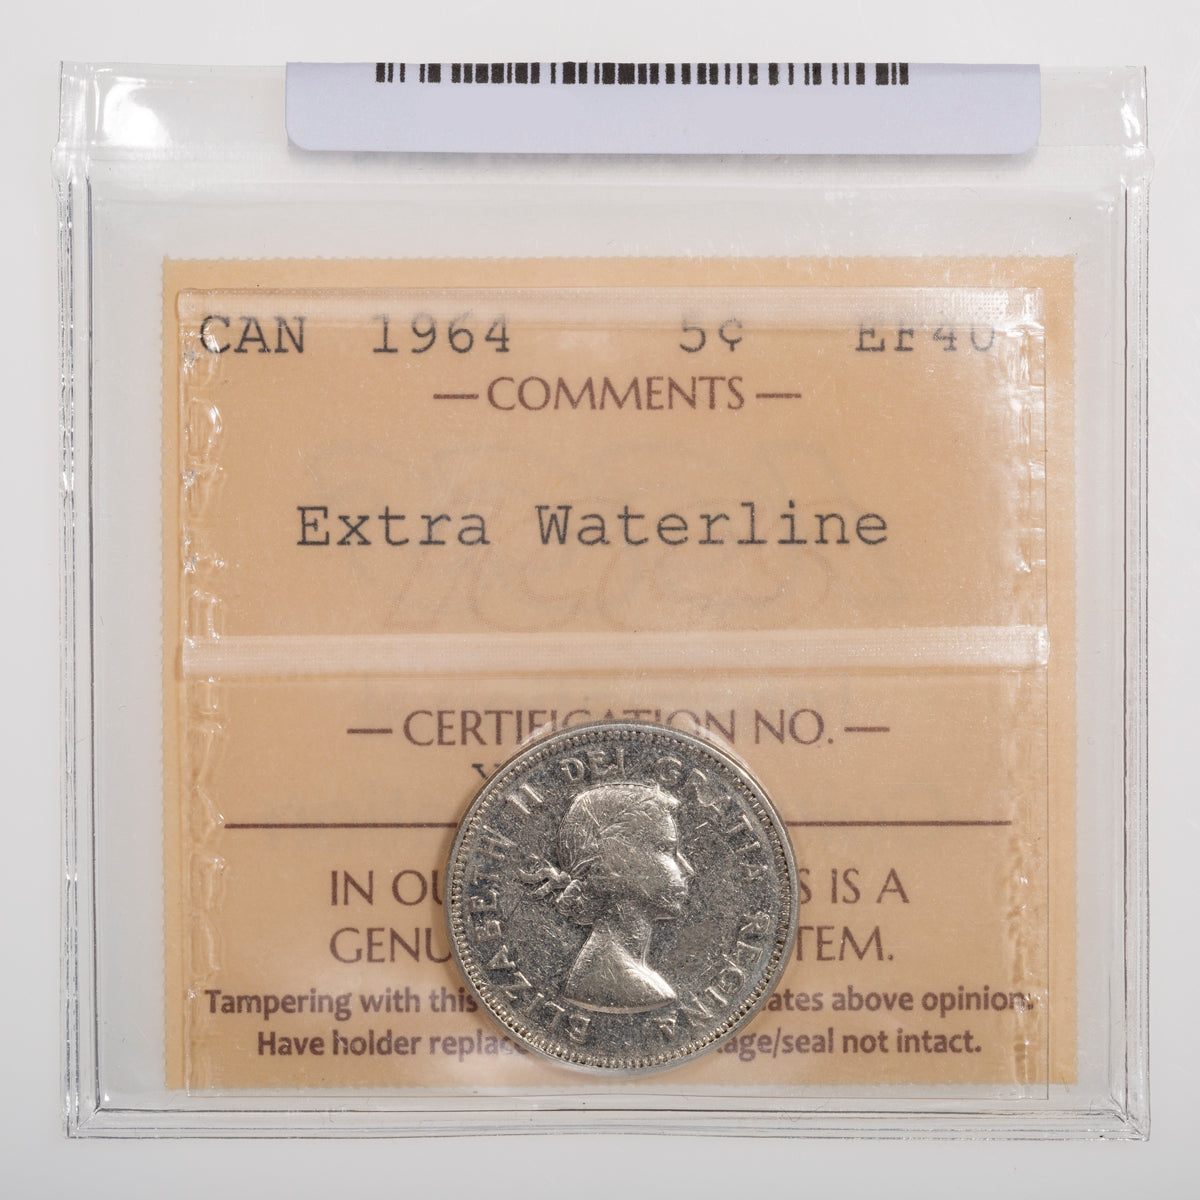 CAN 1964 5¢ EF40
— COMMENTS —
Extra Waterline
— CERTIFICATION NO. —
IN OU S IS A
GENU TEM.
Tampering with this ates above opinion.
Have holder replac age/seal not intact.
ELIZABETH II DEI GRATIA REGINA